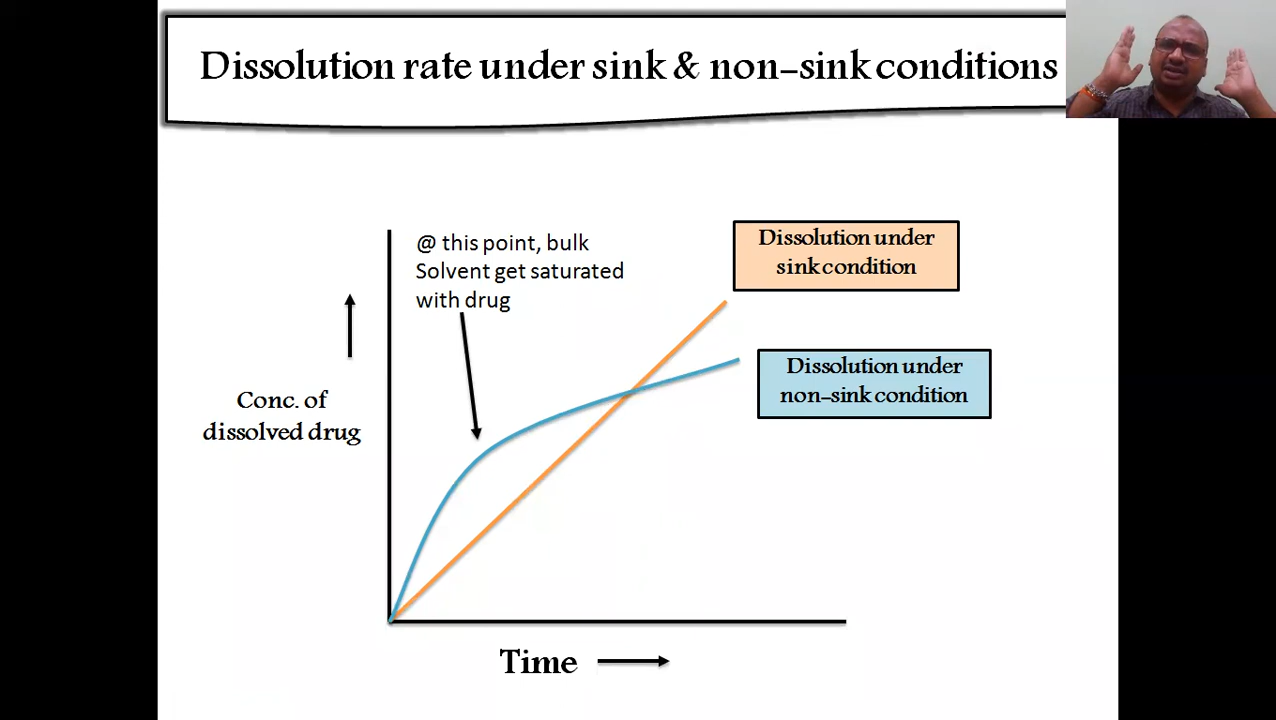 Dissolution rate under sink & non-sink conditions
@ this point, bulk
Solvent get saturated
with drug
Dissolution under
sink condition
Dissolution under
non-sink condition
Conc. of
dissolved drug
Time